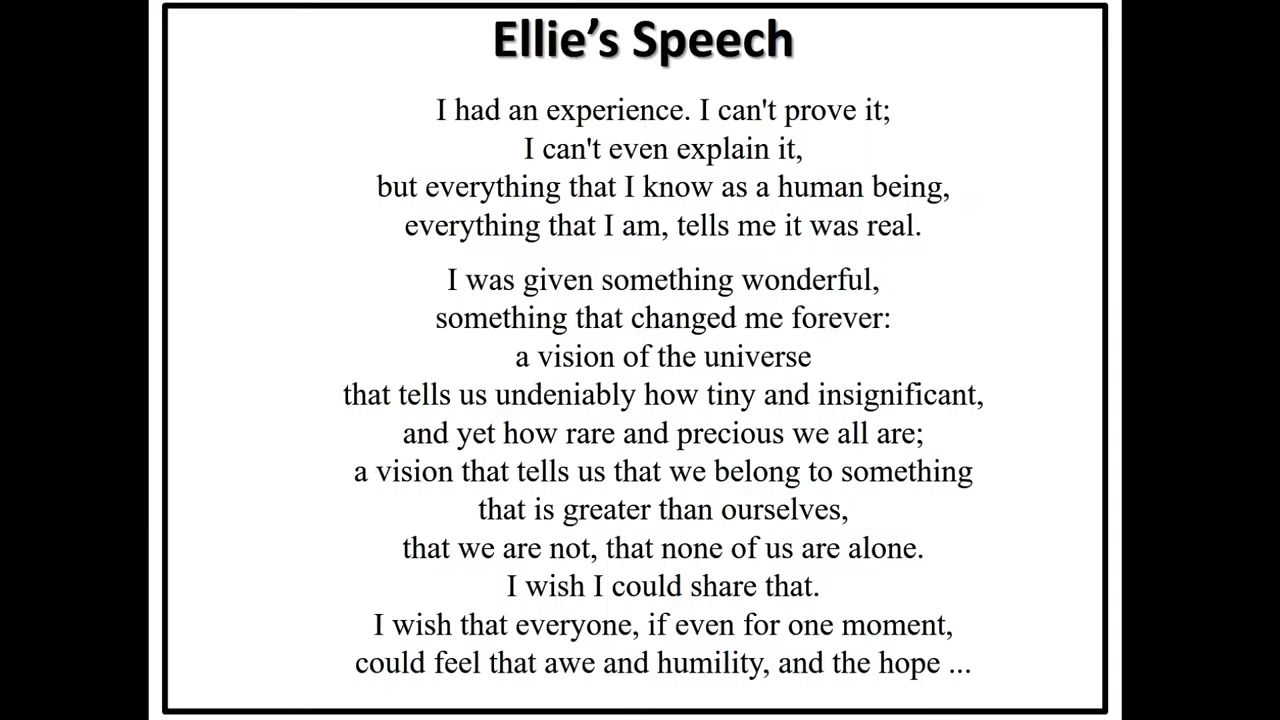 Ellie's Speech
I had an experience. I can't prove it;
I can't even explain it,
but everything that I know as a human being,
everything that I am, tells me it was real.
I was given something wonderful,
something that changed me forever:
a vision of the universe
that tells us undeniably how tiny and insignificant,
and yet how rare and precious we all are;
a vision that tells us that we belong to something
that is greater than ourselves,
that we are not, that none of us are alone.
I wish I could share that.
I wish that everyone, if even for one moment,
could feel that awe and humility, and the hope ...